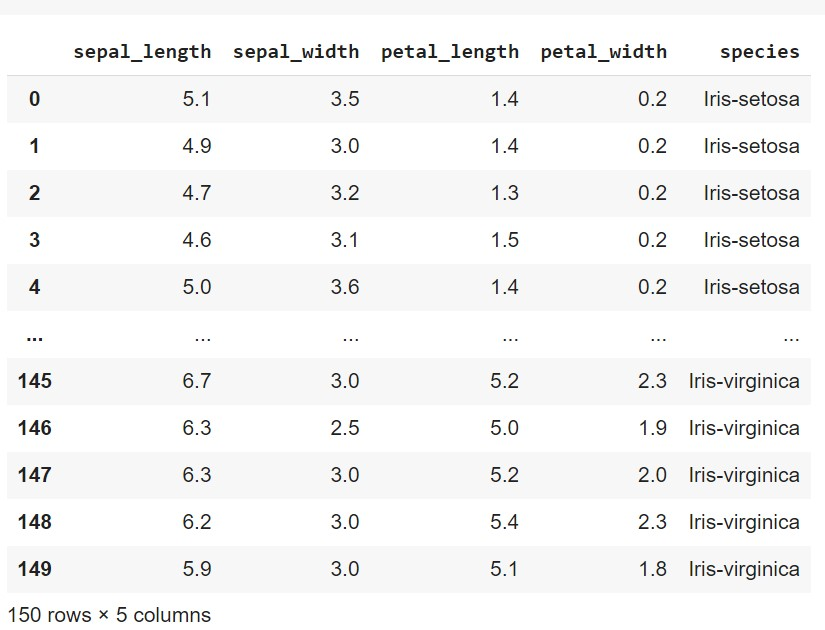 sepal_length sepal_width petal_length petal_width species
0 5.1 3.5 1.4 0.2 Iris-setosa
1 4.9 3.0 1.4 0.2 Iris-setosa
2 4.7 3.2 1.3 0.2 Iris-setosa
3 4.6 3.1 1.5 0.2 Iris-setosa
4 5.0 3.6 1.4 0.2 Iris-setosa
... ... ... ... ... ...
145 6.7 3.0 5.2 2.3 Iris-virginica
146 6.3 2.5 5.0 1.9 Iris-virginica
147 6.3 3.0 5.2 2.0 Iris-virginica
148 6.2 3.0 5.4 2.3 Iris-virginica
149 5.9 3.0 5.1 1.8 Iris-virginica
150 rows × 5 columns